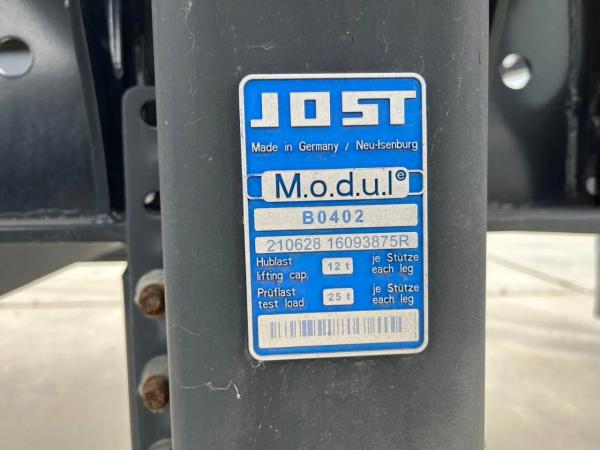 JOST
Made in Germany / Neu-Isenburg
M.o.d.u.l e
B0402
210628 16093875R
Hublast lifting cap. 12 t je Stütze each leg
Prüflast test load 25 t je Stütze each leg